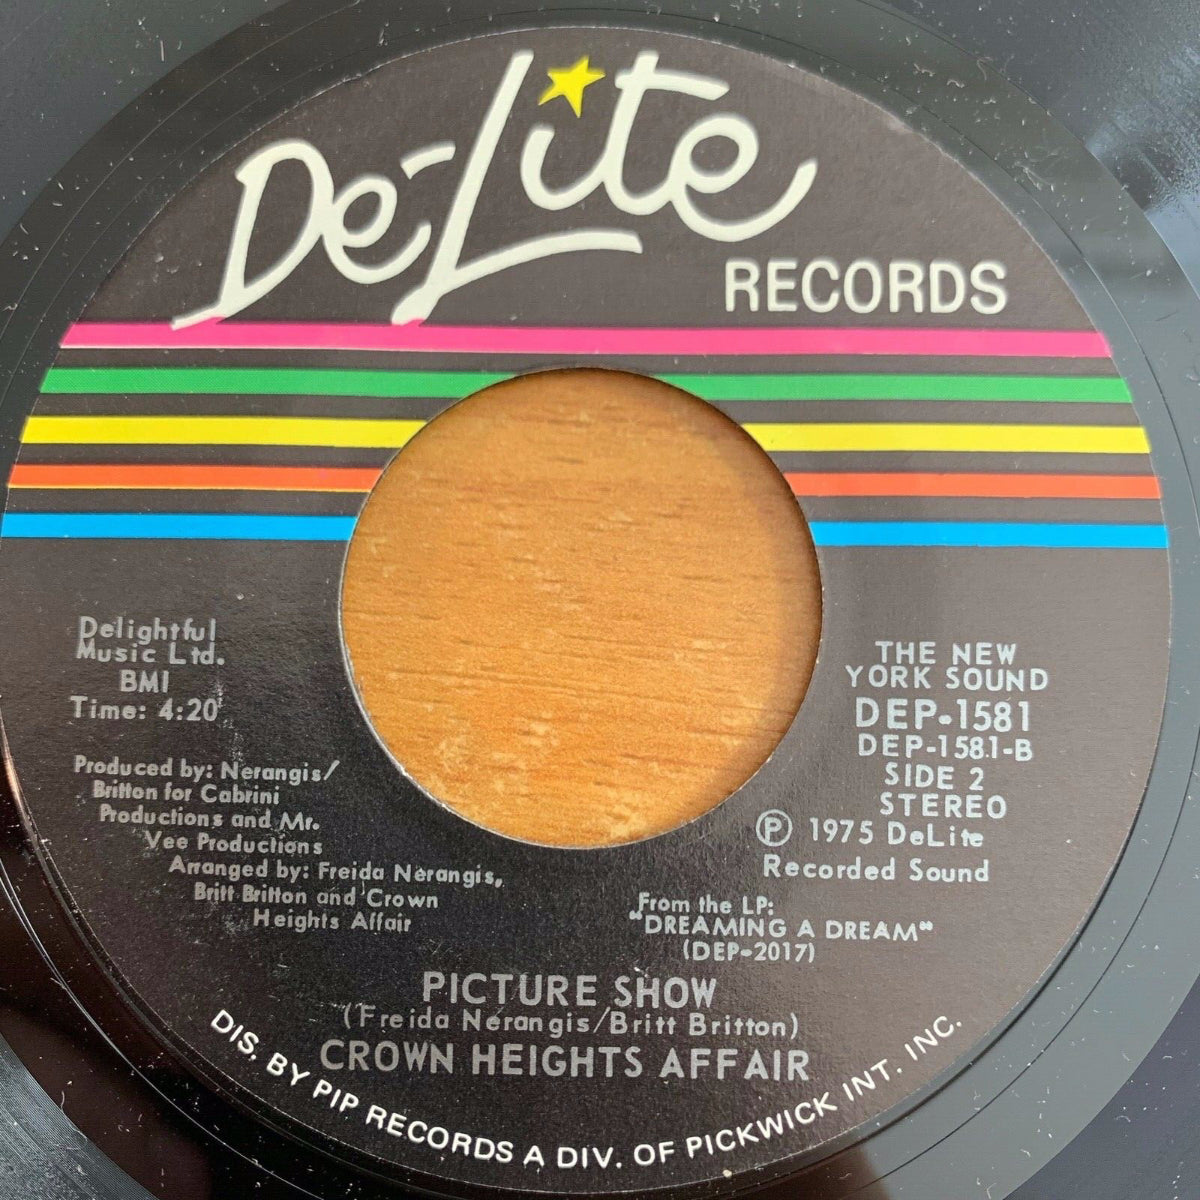 De-Lite
RECORDS
Delightful
Music Ltd.
BMI
Time: 4:20
Produced by: Nerangis/
Britton for Cabrini
Productions and Mr.
Vee Productions
Arranged by: Freida Nerangis,
Britt Britton and Crown
Heights Affair
THE NEW
YORK SOUND
DEP-1581
DEP-1581-B
SIDE 2
STEREO
Ⓟ 1975 DeLite
Recorded Sound
From the LP:
"DREAMING A DREAM"
(DEP-2017)
PICTURE SHOW
(Freida Nerangis/Britt Britton)
CROWN HEIGHTS AFFAIR
DIS. BY PIP RECORDS A DIV. OF PICKWICK INT. INC.